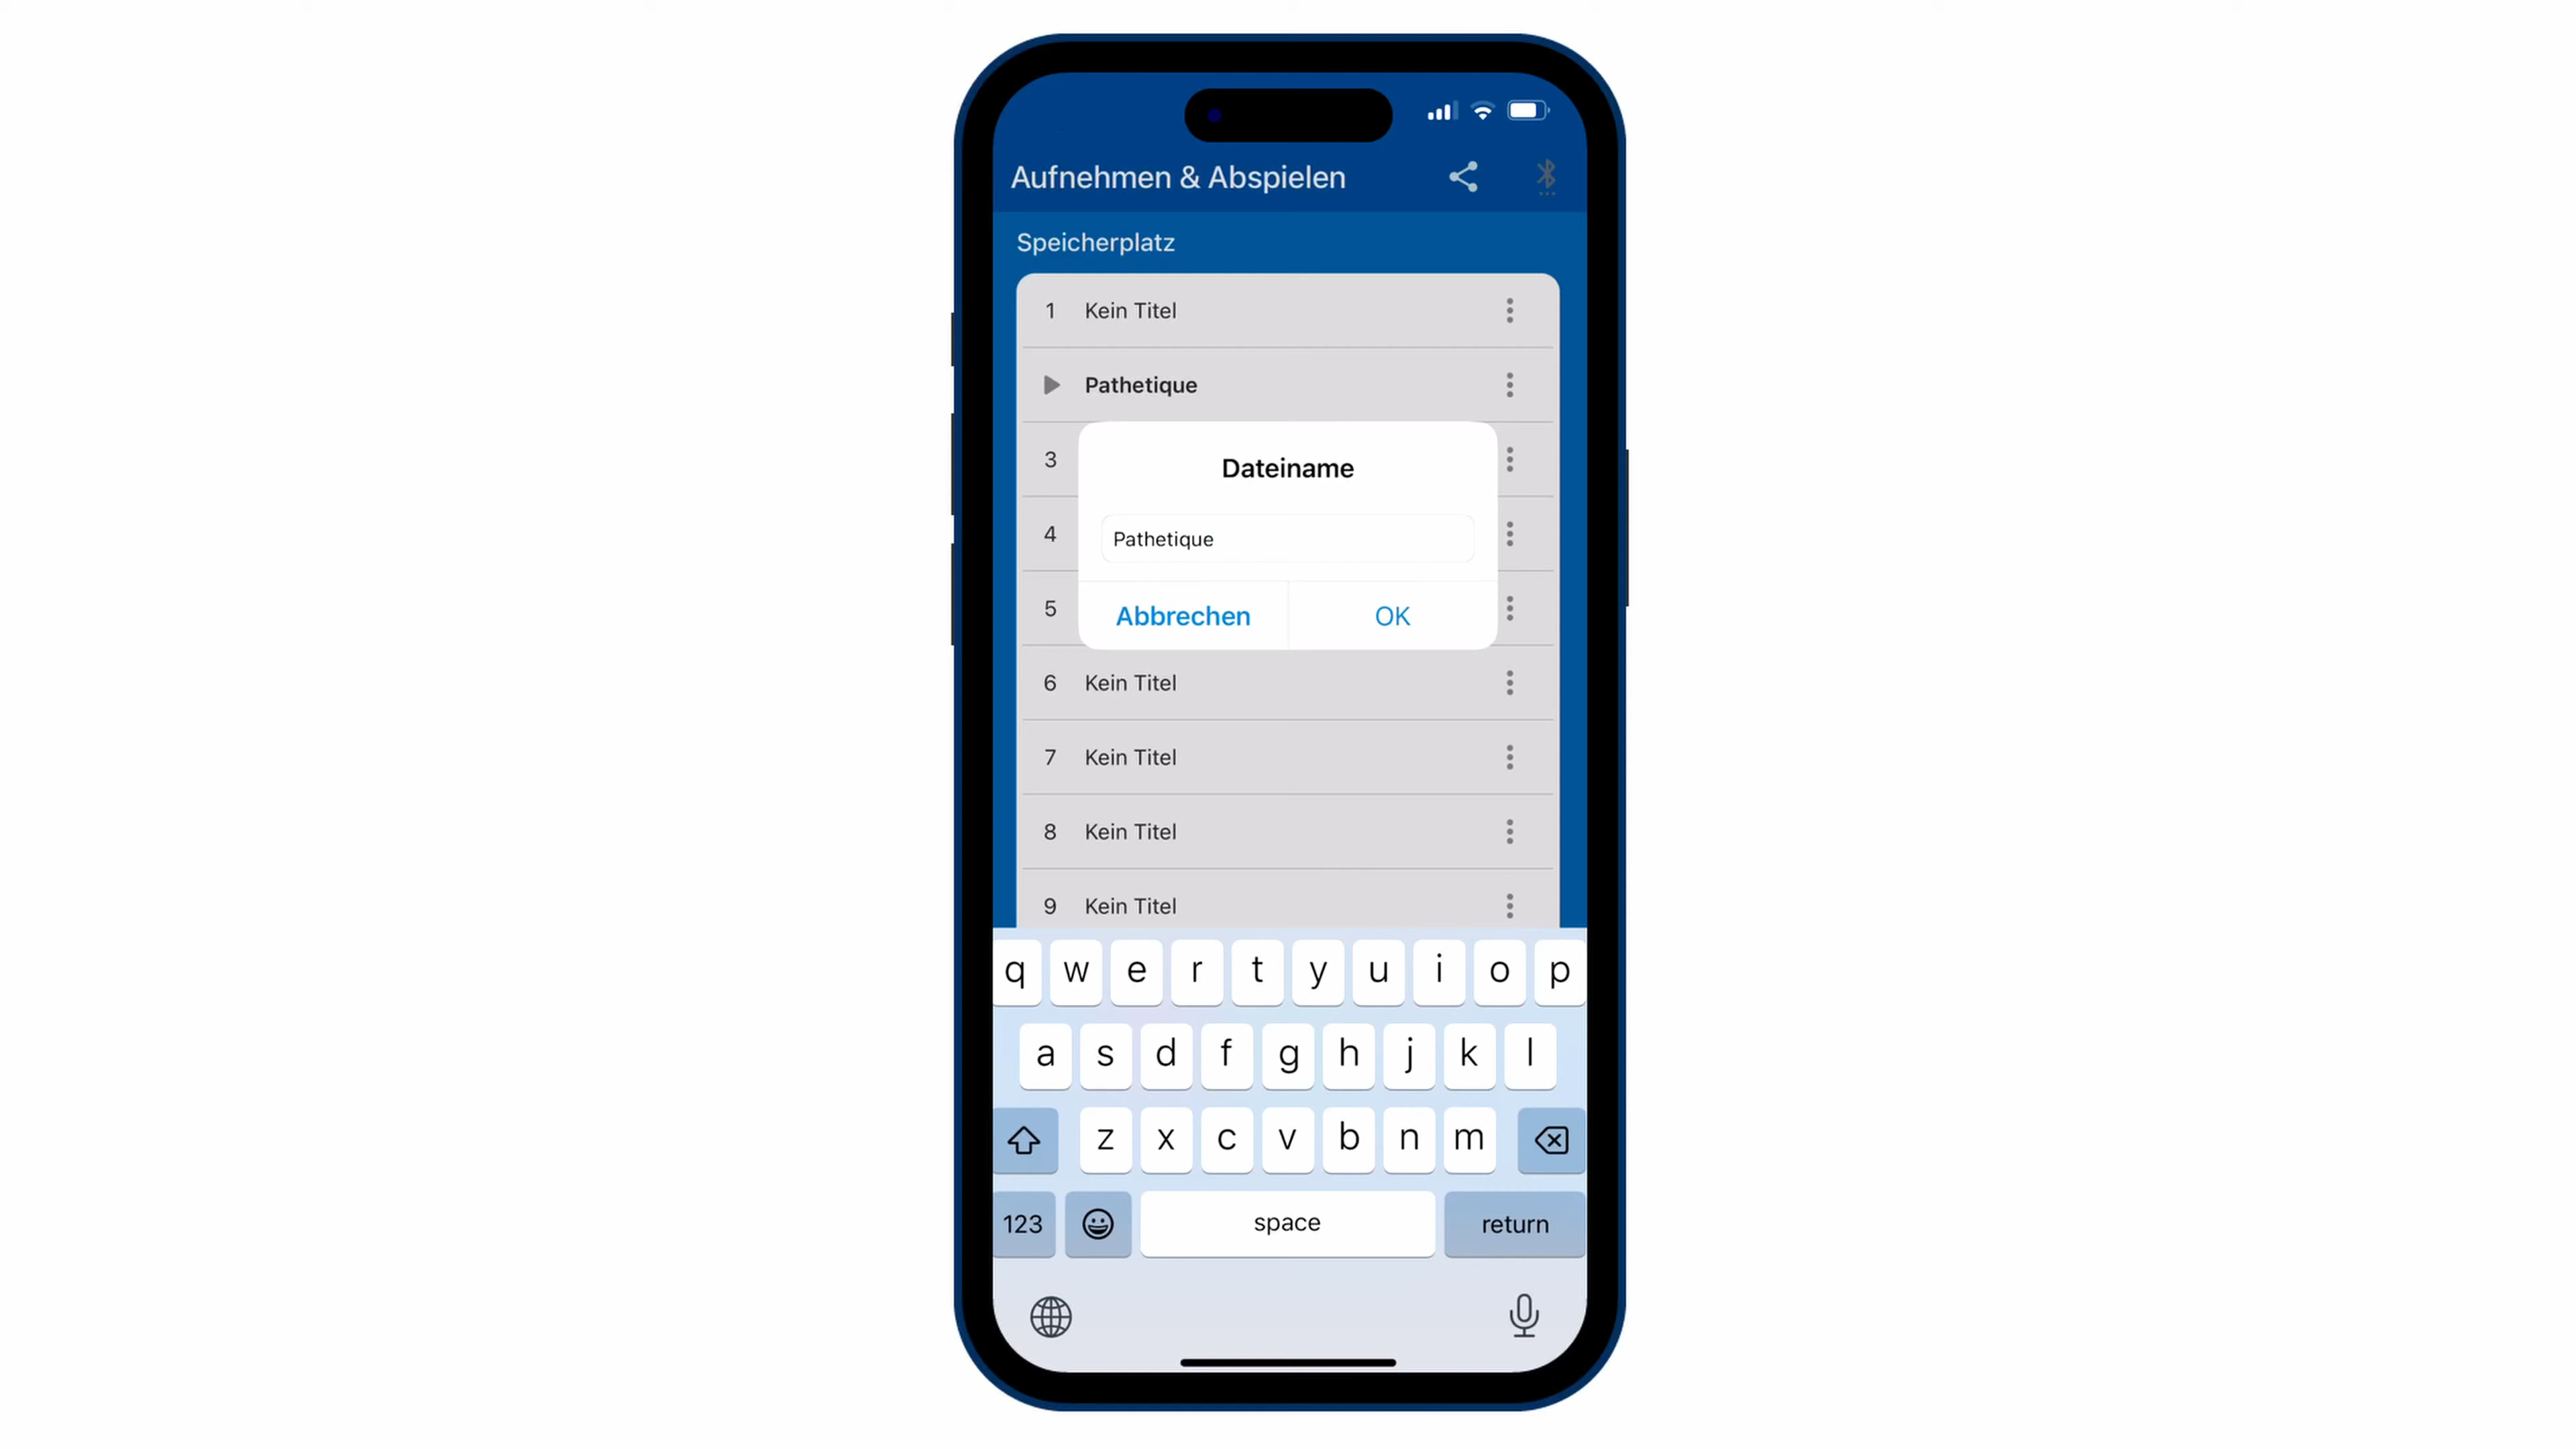 Aufnehmen & Abspielen
Speicherplatz
1 Kein Titel
Pathetique
3
Dateiname
4
Pathetique
5
Abbrechen OK
6 Kein Titel
7 Kein Titel
8 Kein Titel
9 Kein Titel
q w e r t y u i o p
a s d f g h j k l
z x c v b n m
123 space return